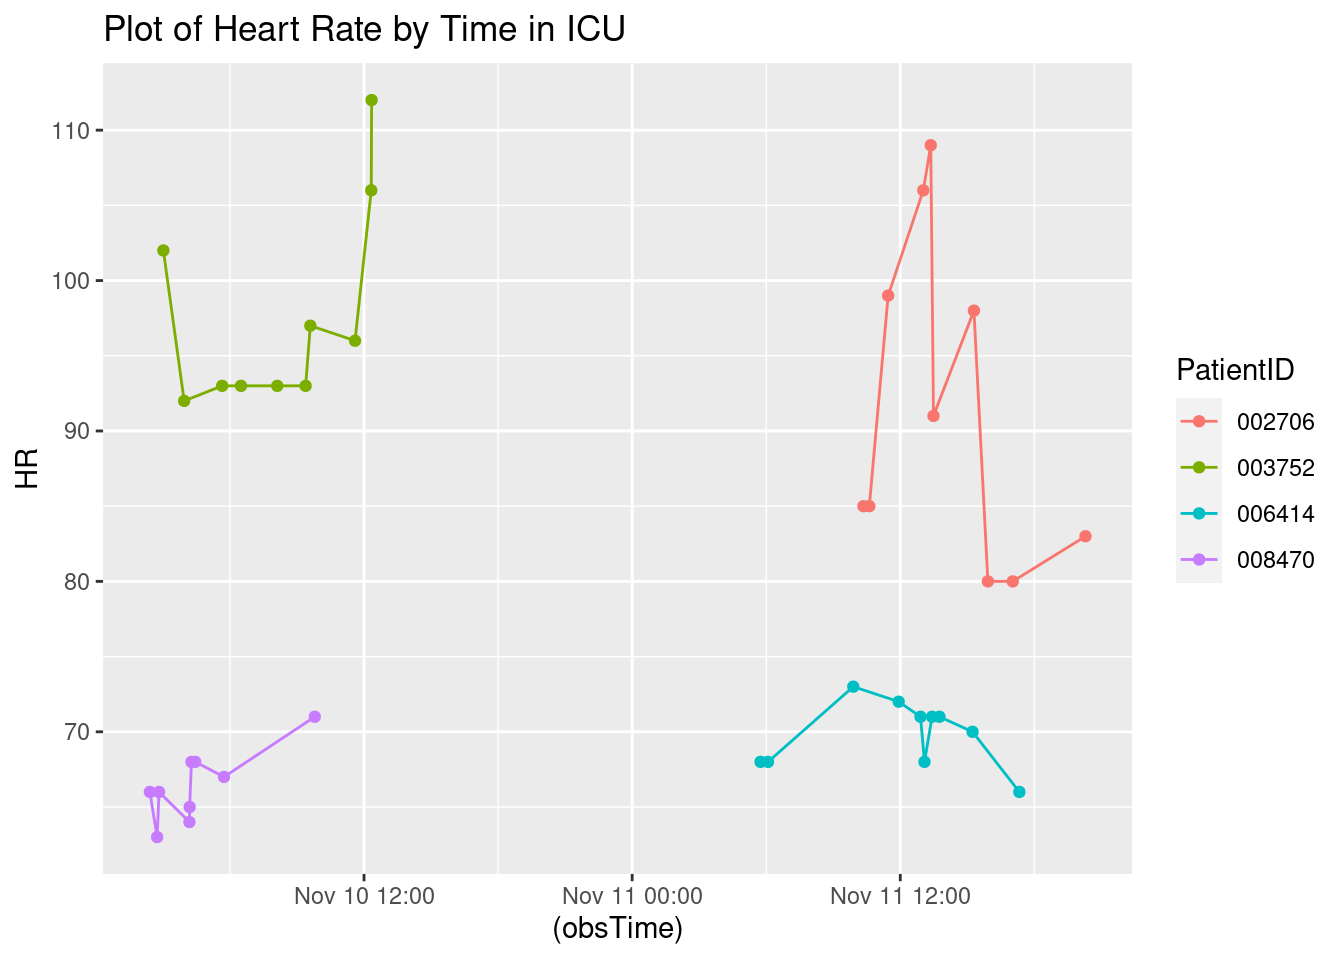 Plot of Heart Rate by Time in ICU
110
100
90
80
70
HR
Nov 10 12:00
Nov 11 00:00
Nov 11 12:00
(obsTime)
PatientID
002706
003752
006414
008470